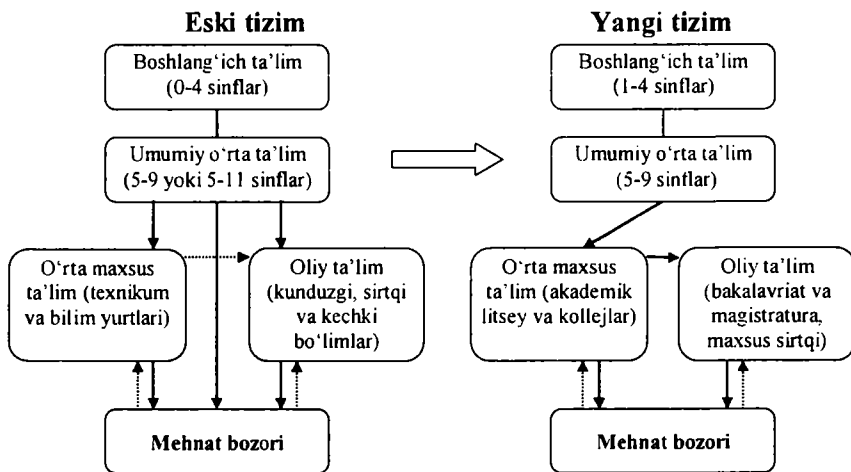 Eski tizim
Boshlang‘ich ta’lim
(0-4 sinflar)
Umumiy o‘rta ta’lim
(5-9 yoki 5-11 sinflar)
O‘rta maxsus
ta’lim (texnikum
va bilim yurtlari)
Oliy ta’lim
(kunduzgi, sirtqi
va kechki
bo‘limlar)
Mehnat bozori
Yangi tizim
Boshlang‘ich ta’lim
(1-4 sinflar)
Umumiy o‘rta ta’lim
(5-9 sinflar)
O‘rta maxsus
ta’lim (akademik
litsey va kollejlar)
Oliy ta’lim
(bakalavriat va
magistratura,
maxsus sirtqi)
Mehnat bozori